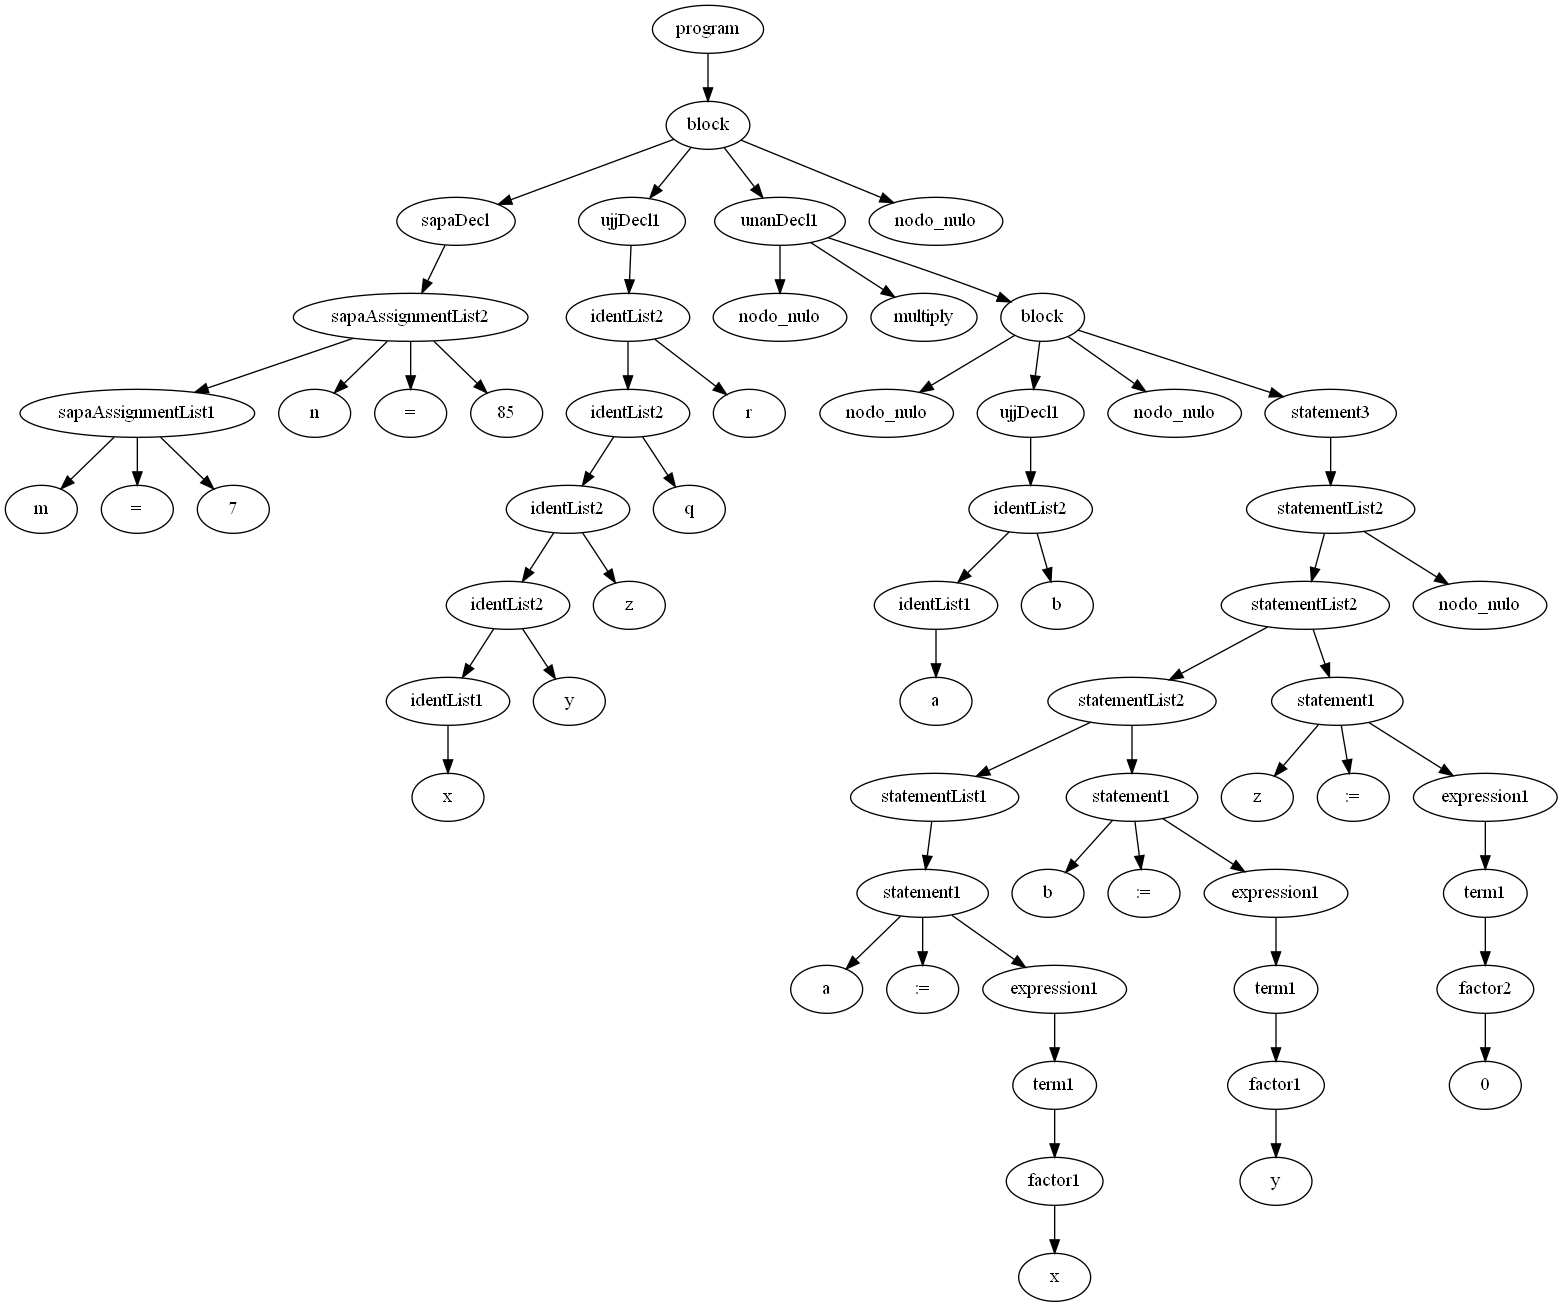 program
block
sapaDecl ujjDecl1 unanDecl1 nodo_nulo
sapaAssignmentList2 identList2 nodo_nulo multiply block
sapaAssignmentList1 n = 85 identList2 r nodo_nulo ujjDecl1 nodo_nulo statement3
m = 7 identList2 q identList2 statementList2
identList2 z identList1 b statementList2 nodo_nulo
identList1 y a statementList2 statement1
x statementList1 statement1 z := expression1
statement1 b := expression1 term1
a := expression1 term1 factor2
term1 factor1 0
factor1 y
x